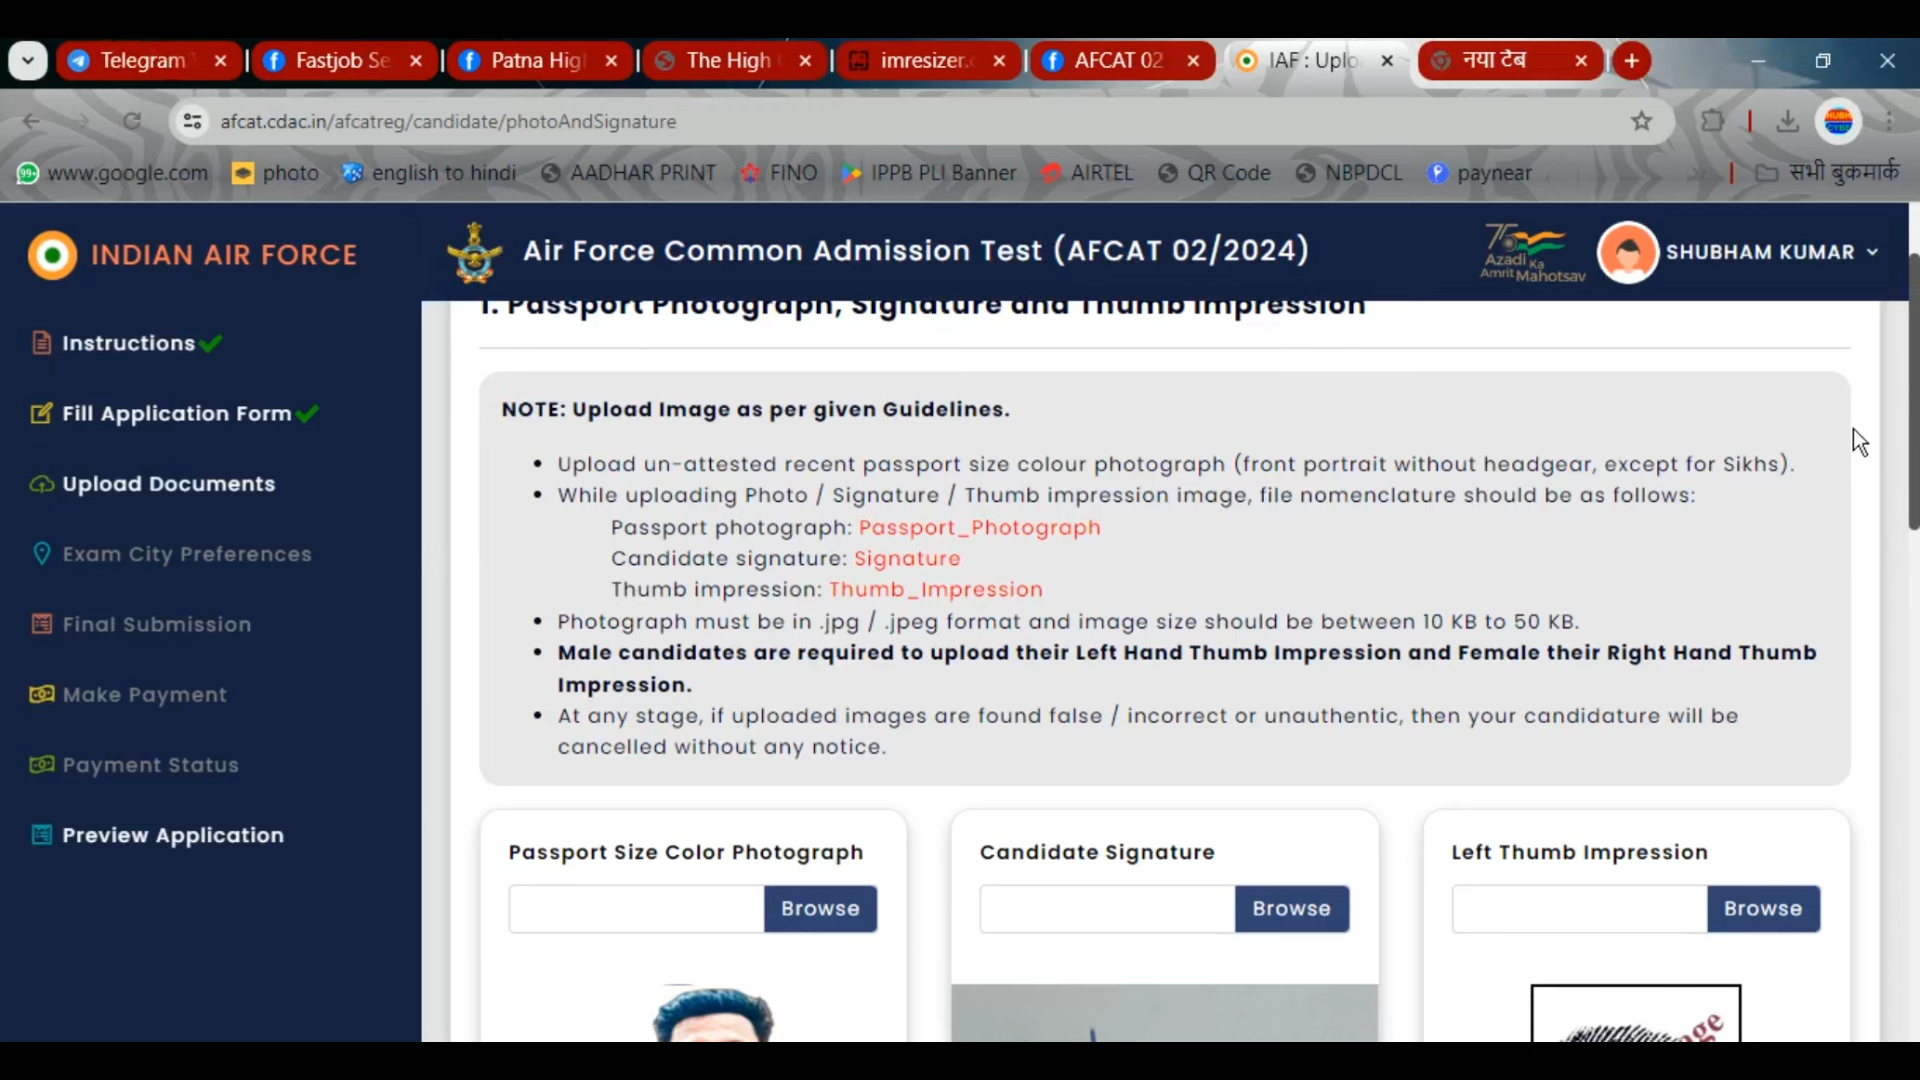 Telegram
Fastjob Se
Patna Hig
The High
imresizer.
AFCAT 02
IAF : Uplo
नया टैब
afcat.cdac.in/afcatreg/candidate/photoAndSignature
99+
www.google.com
photo
english to hindi
AADHAR PRINT
FINO
IPPB PLI Banner
AIRTEL
QR Code
NBPDCL
paynear
सभी बुकमार्क
INDIAN AIR FORCE
Air Force Common Admission Test (AFCAT 02/2024)
75
Azadi Ka
Amrit Mahotsav
SHUBHAM KUMAR
Instructions
Fill Application Form
Upload Documents
Exam City Preferences
Final Submission
Make Payment
Payment Status
Preview Application
1. Passport Photograph, Signature and Thumb Impression
NOTE: Upload Image as per given Guidelines.
• Upload un-attested recent passport size colour photograph (front portrait without headgear, except for Sikhs).
• While uploading Photo / Signature / Thumb impression image, file nomenclature should be as follows:
Passport photograph: Passport_Photograph
Candidate signature: Signature
Thumb impression: Thumb_Impression
• Photograph must be in .jpg / .jpeg format and image size should be between 10 KB to 50 KB.
• Male candidates are required to upload their Left Hand Thumb Impression and Female their Right Hand Thumb
Impression.
• At any stage, if uploaded images are found false / incorrect or unauthentic, then your candidature will be
cancelled without any notice.
Passport Size Color Photograph
Browse
Candidate Signature
Browse
Left Thumb Impression
Browse